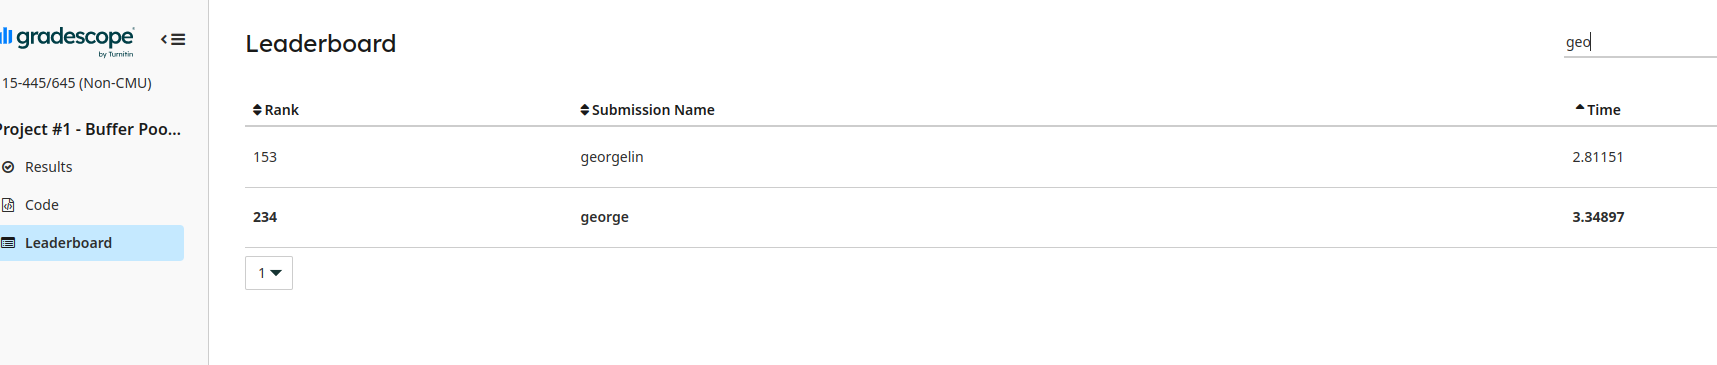 gradescope
by Turnitin
15-445/645 (Non-CMU)
Project #1 - Buffer Poo...
Results
Code
Leaderboard
Leaderboard
geo
Rank Submission Name Time
153 georgelin 2.81151
234 george 3.34897
1